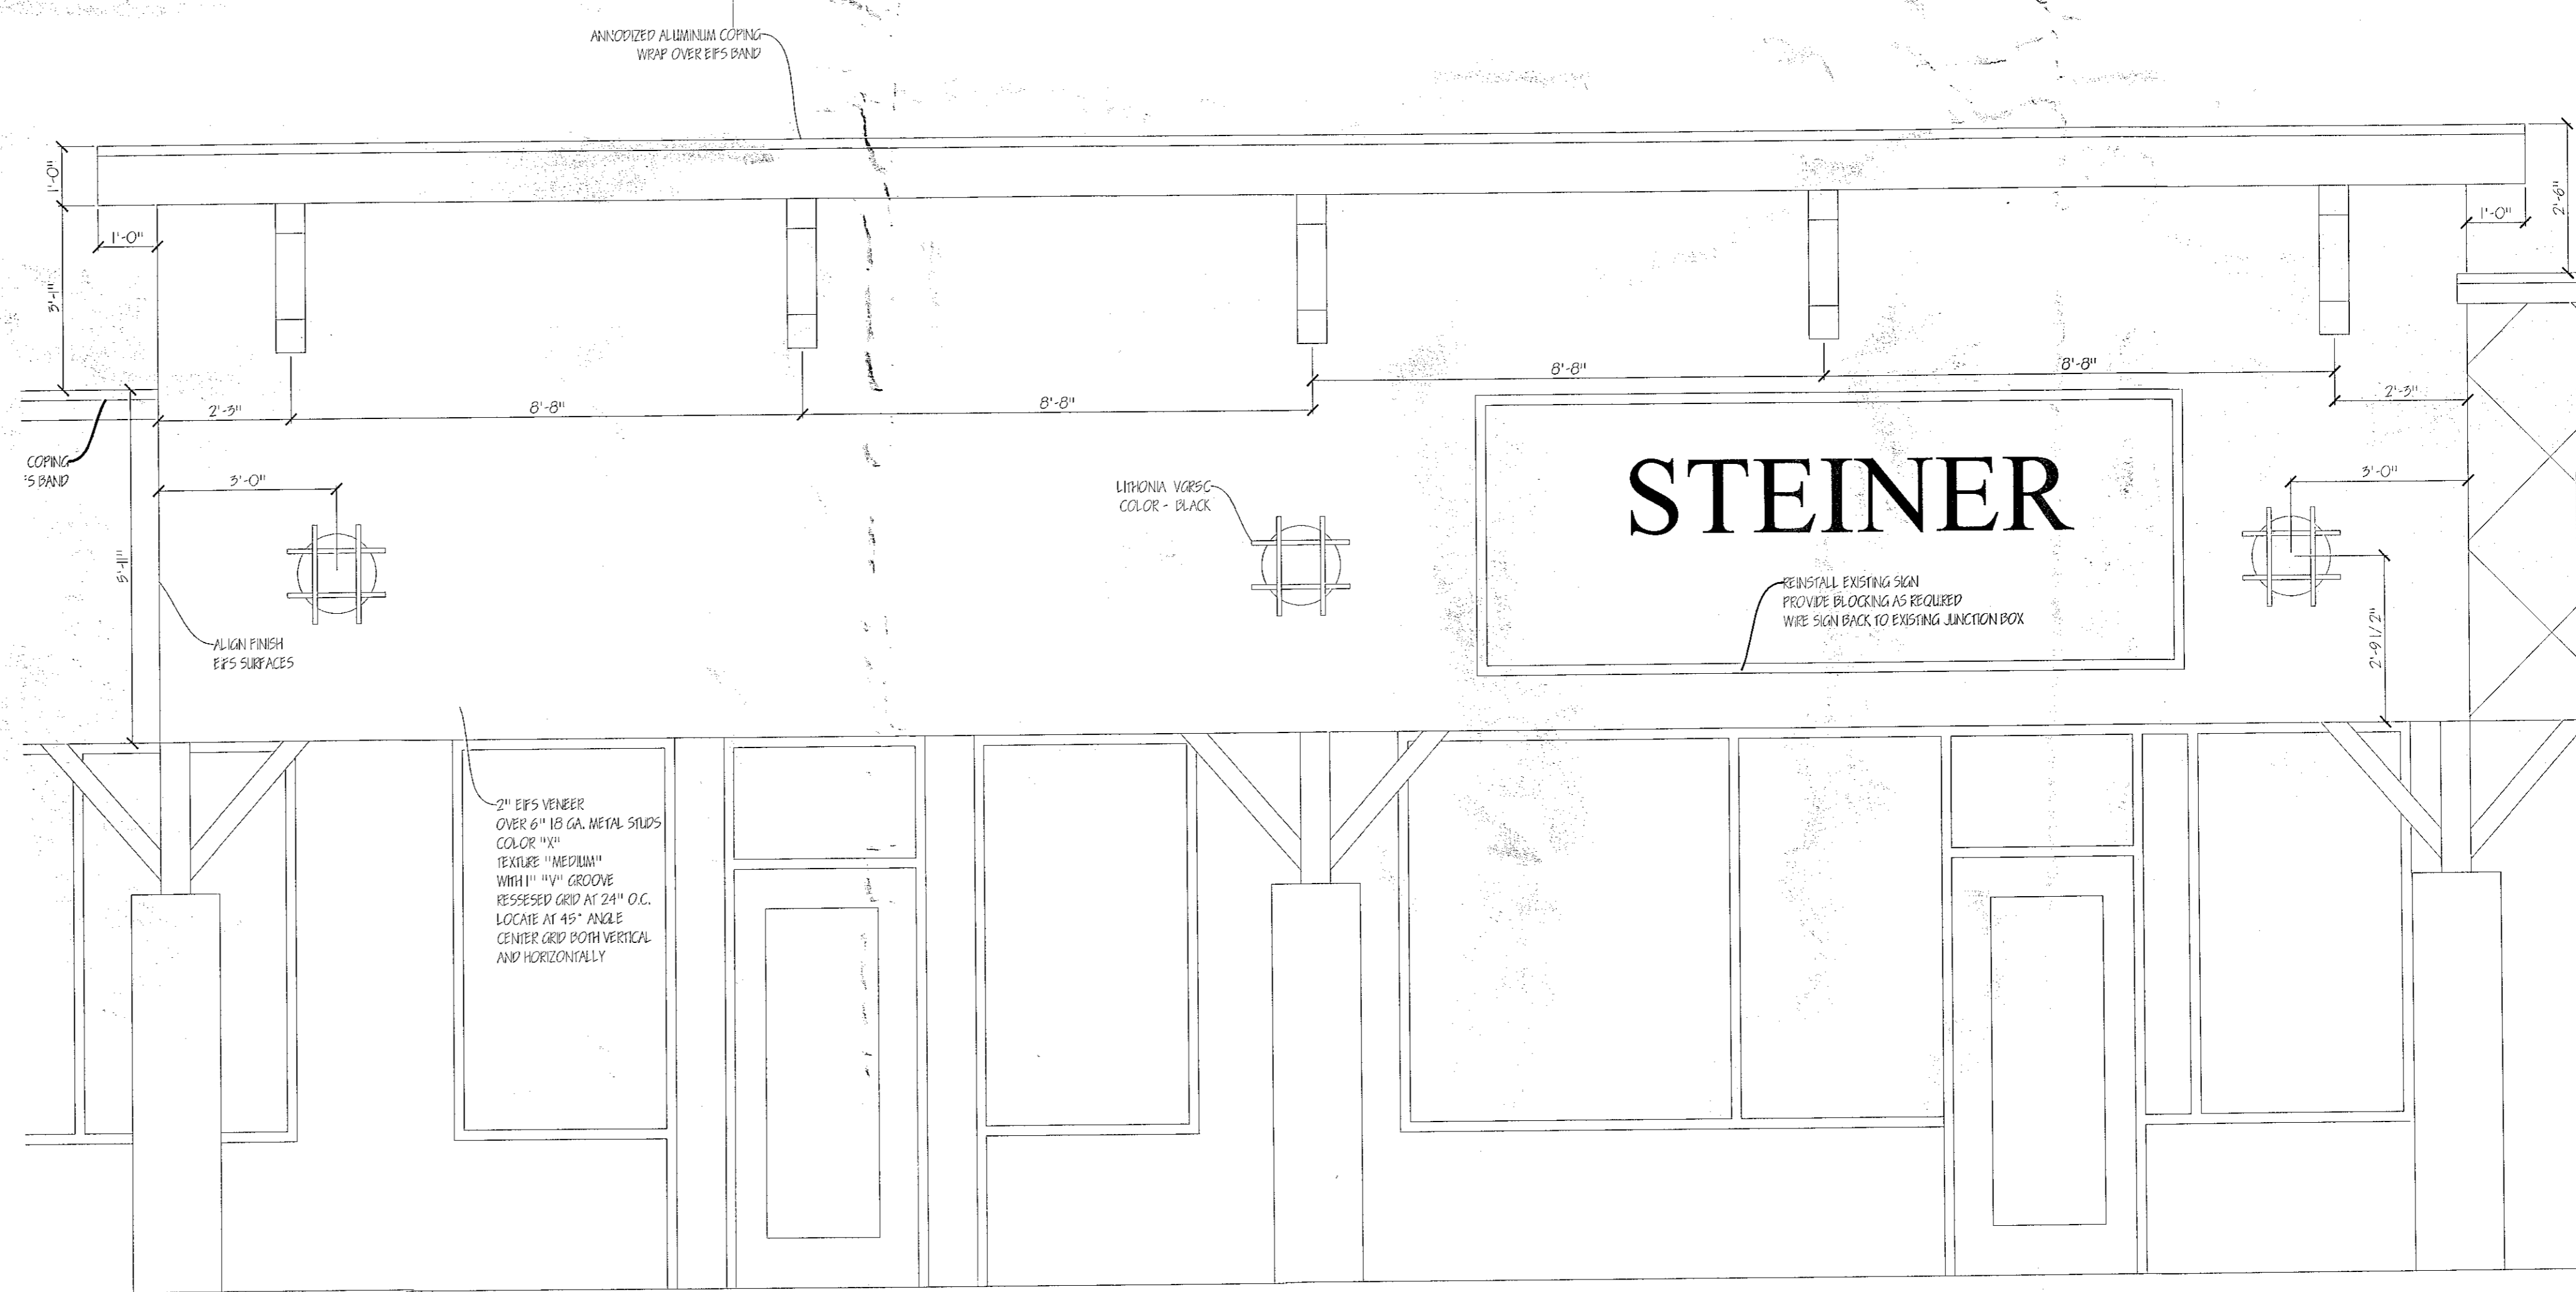 ANNODIZED ALUMINUM COPING
WRAP OVER EIFS BAND
1'-0"
1'-0"
3'-1"
1'-0"
2'-6"
8'-8"
8'-8"
2'-3"
8'-8"
8'-8"
2'-3"
COPING
'S BAND
3'-0"
STEINER
3'-0"
LITHONIA VGR5C
COLOR - BLACK
5'-11"
REINSTALL EXISTING SIGN
PROVIDE BLOCKING AS REQUIRED
WIRE SIGN BACK TO EXISTING JUNCTION BOX
2'-9 1/2"
ALIGN FINISH
EIFS SURFACES
2" EIFS VENEER
OVER 6" 18 GA. METAL STUDS
COLOR "X"
TEXTURE "MEDIUM"
WITH 1" "V" GROOVE
RESSESED GRID AT 24" O.C.
LOCATE AT 45° ANGLE
CENTER GRID BOTH VERTICAL
AND HORIZONTALLY